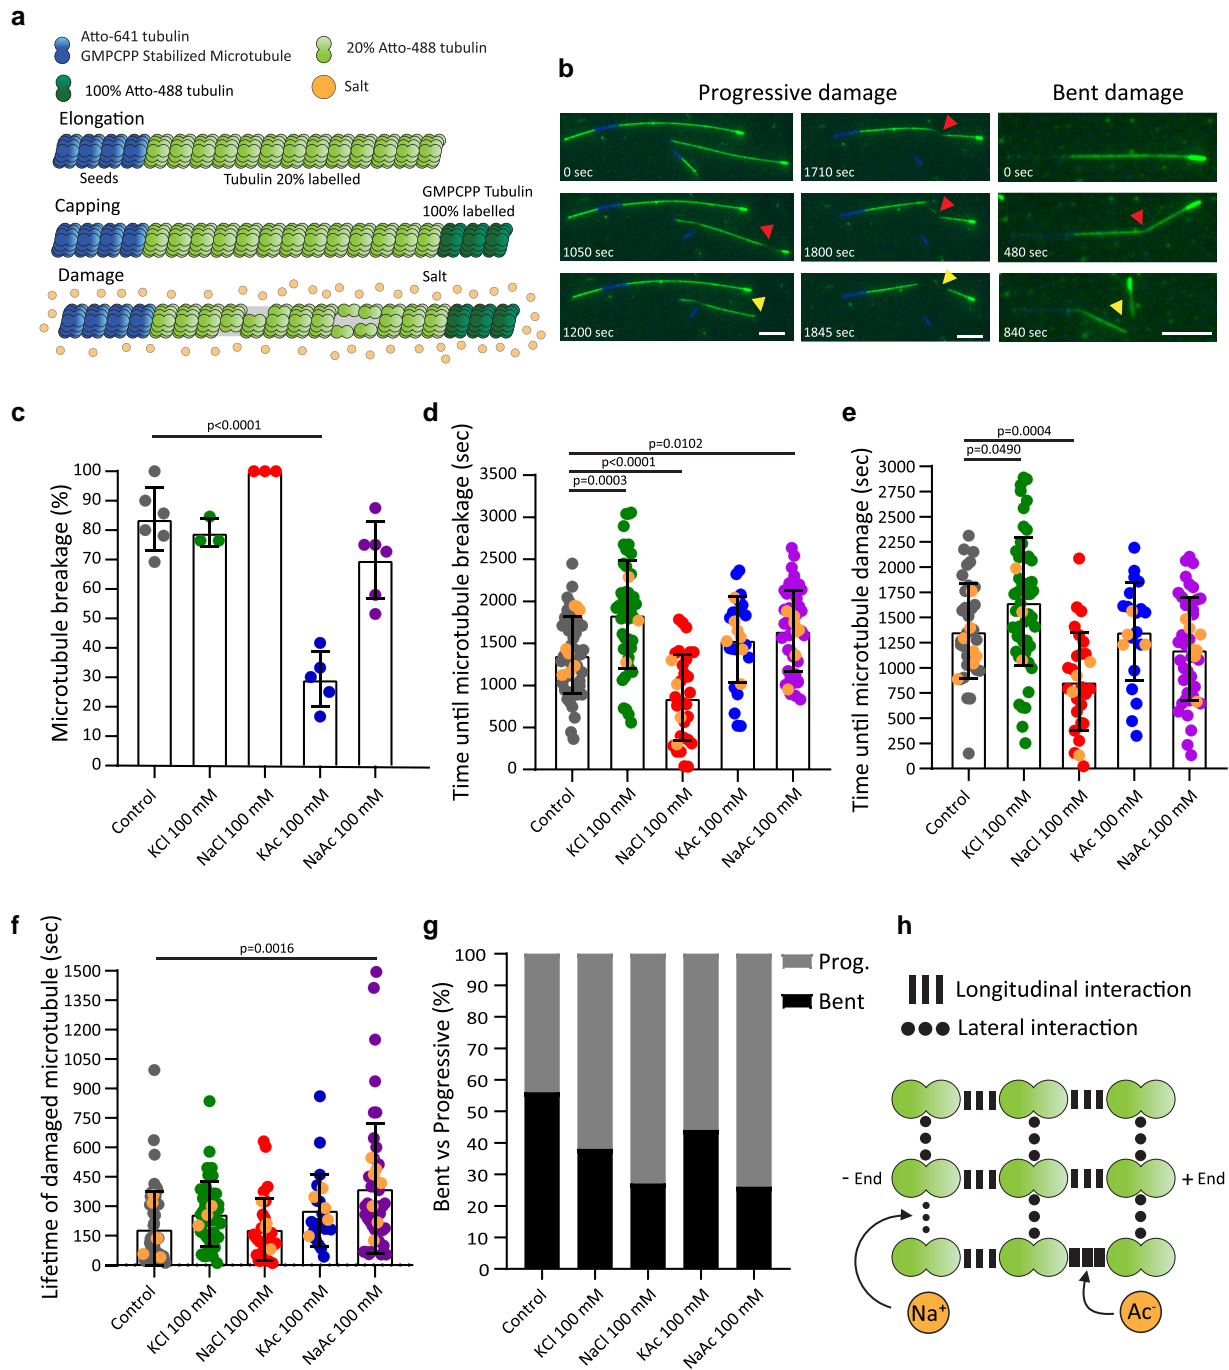 a
Atto-641 tubulin
GMPCPP Stabilized Microtubule
20% Atto-488 tubulin
100% Atto-488 tubulin
Salt
Elongation
Seeds
Tubulin 20% labelled
GMPCPP Tubulin
100% labelled
Capping
Damage
Salt
b
Progressive damage
Bent damage
0 sec
1710 sec
0 sec
1050 sec
1800 sec
480 sec
1200 sec
1845 sec
840 sec
c
p<0.0001
Microtubule breakage (%)
100
90
80
70
60
50
40
30
20
10
0
Control
KCl 100 mM
NaCl 100 mM
KAc 100 mM
NaAc 100 mM
d
p=0.0102
p<0.0001
p=0.0003
Time until microtubule breakage (sec)
3500
3000
2500
2000
1500
1000
500
0
Control
KCl 100 mM
NaCl 100 mM
KAc 100 mM
NaAc 100 mM
e
p=0.0004
p=0.0490
Time until microtubule damage (sec)
3000
2750
2500
2250
2000
1750
1500
1250
1000
750
500
250
0
Control
KCl 100 mM
NaCl 100 mM
KAc 100 mM
NaAc 100 mM
f
p=0.0016
Lifetime of damaged microtubule (sec)
1500
1350
1200
1050
900
750
600
450
300
150
0
Control
KCl 100 mM
NaCl 100 mM
KAc 100 mM
NaAc 100 mM
g
Bent vs Progressive (%)
100
90
80
70
60
50
40
30
20
10
0
Prog.
Bent
Control
KCl 100 mM
NaCl 100 mM
KAc 100 mM
NaAc 100 mM
h
Longitudinal interaction
Lateral interaction
- End
+ End
Na⁺
Ac⁻